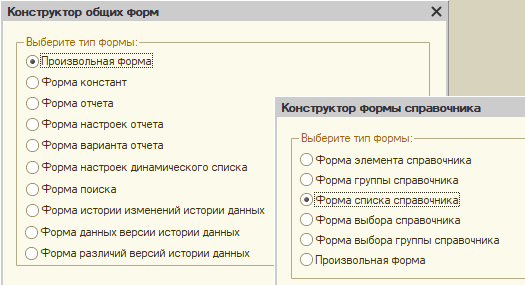 Конструктор общих форм
Выберите тип формы:
Произвольная форма
Форма констант
Форма отчета
Форма настроек отчета
Форма варианта отчета
Форма настроек динамического списка
Форма поиска
Форма истории изменений истории данных
Форма данных версии истории данных
Форма различий версий истории данных
Конструктор формы справочника
Выберите тип формы:
Форма элемента справочника
Форма группы справочника
Форма списка справочника
Форма выбора справочника
Форма выбора группы справочника
Произвольная форма